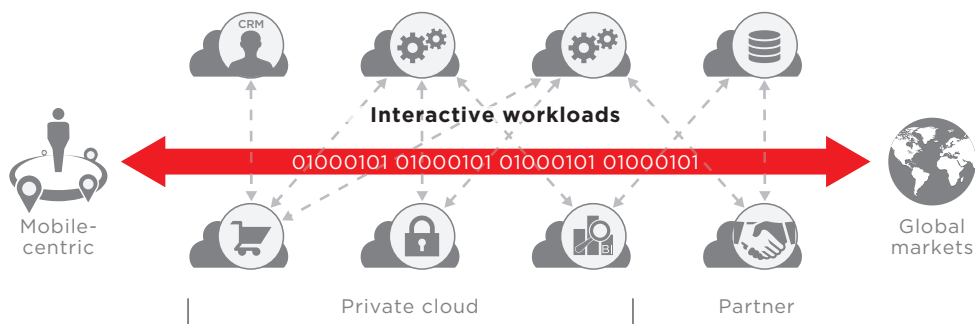 CRM
Interactive workloads
01000101 01000101 01000101 01000101
Mobile-
centric
BI
Global
markets
Private cloud
Partner